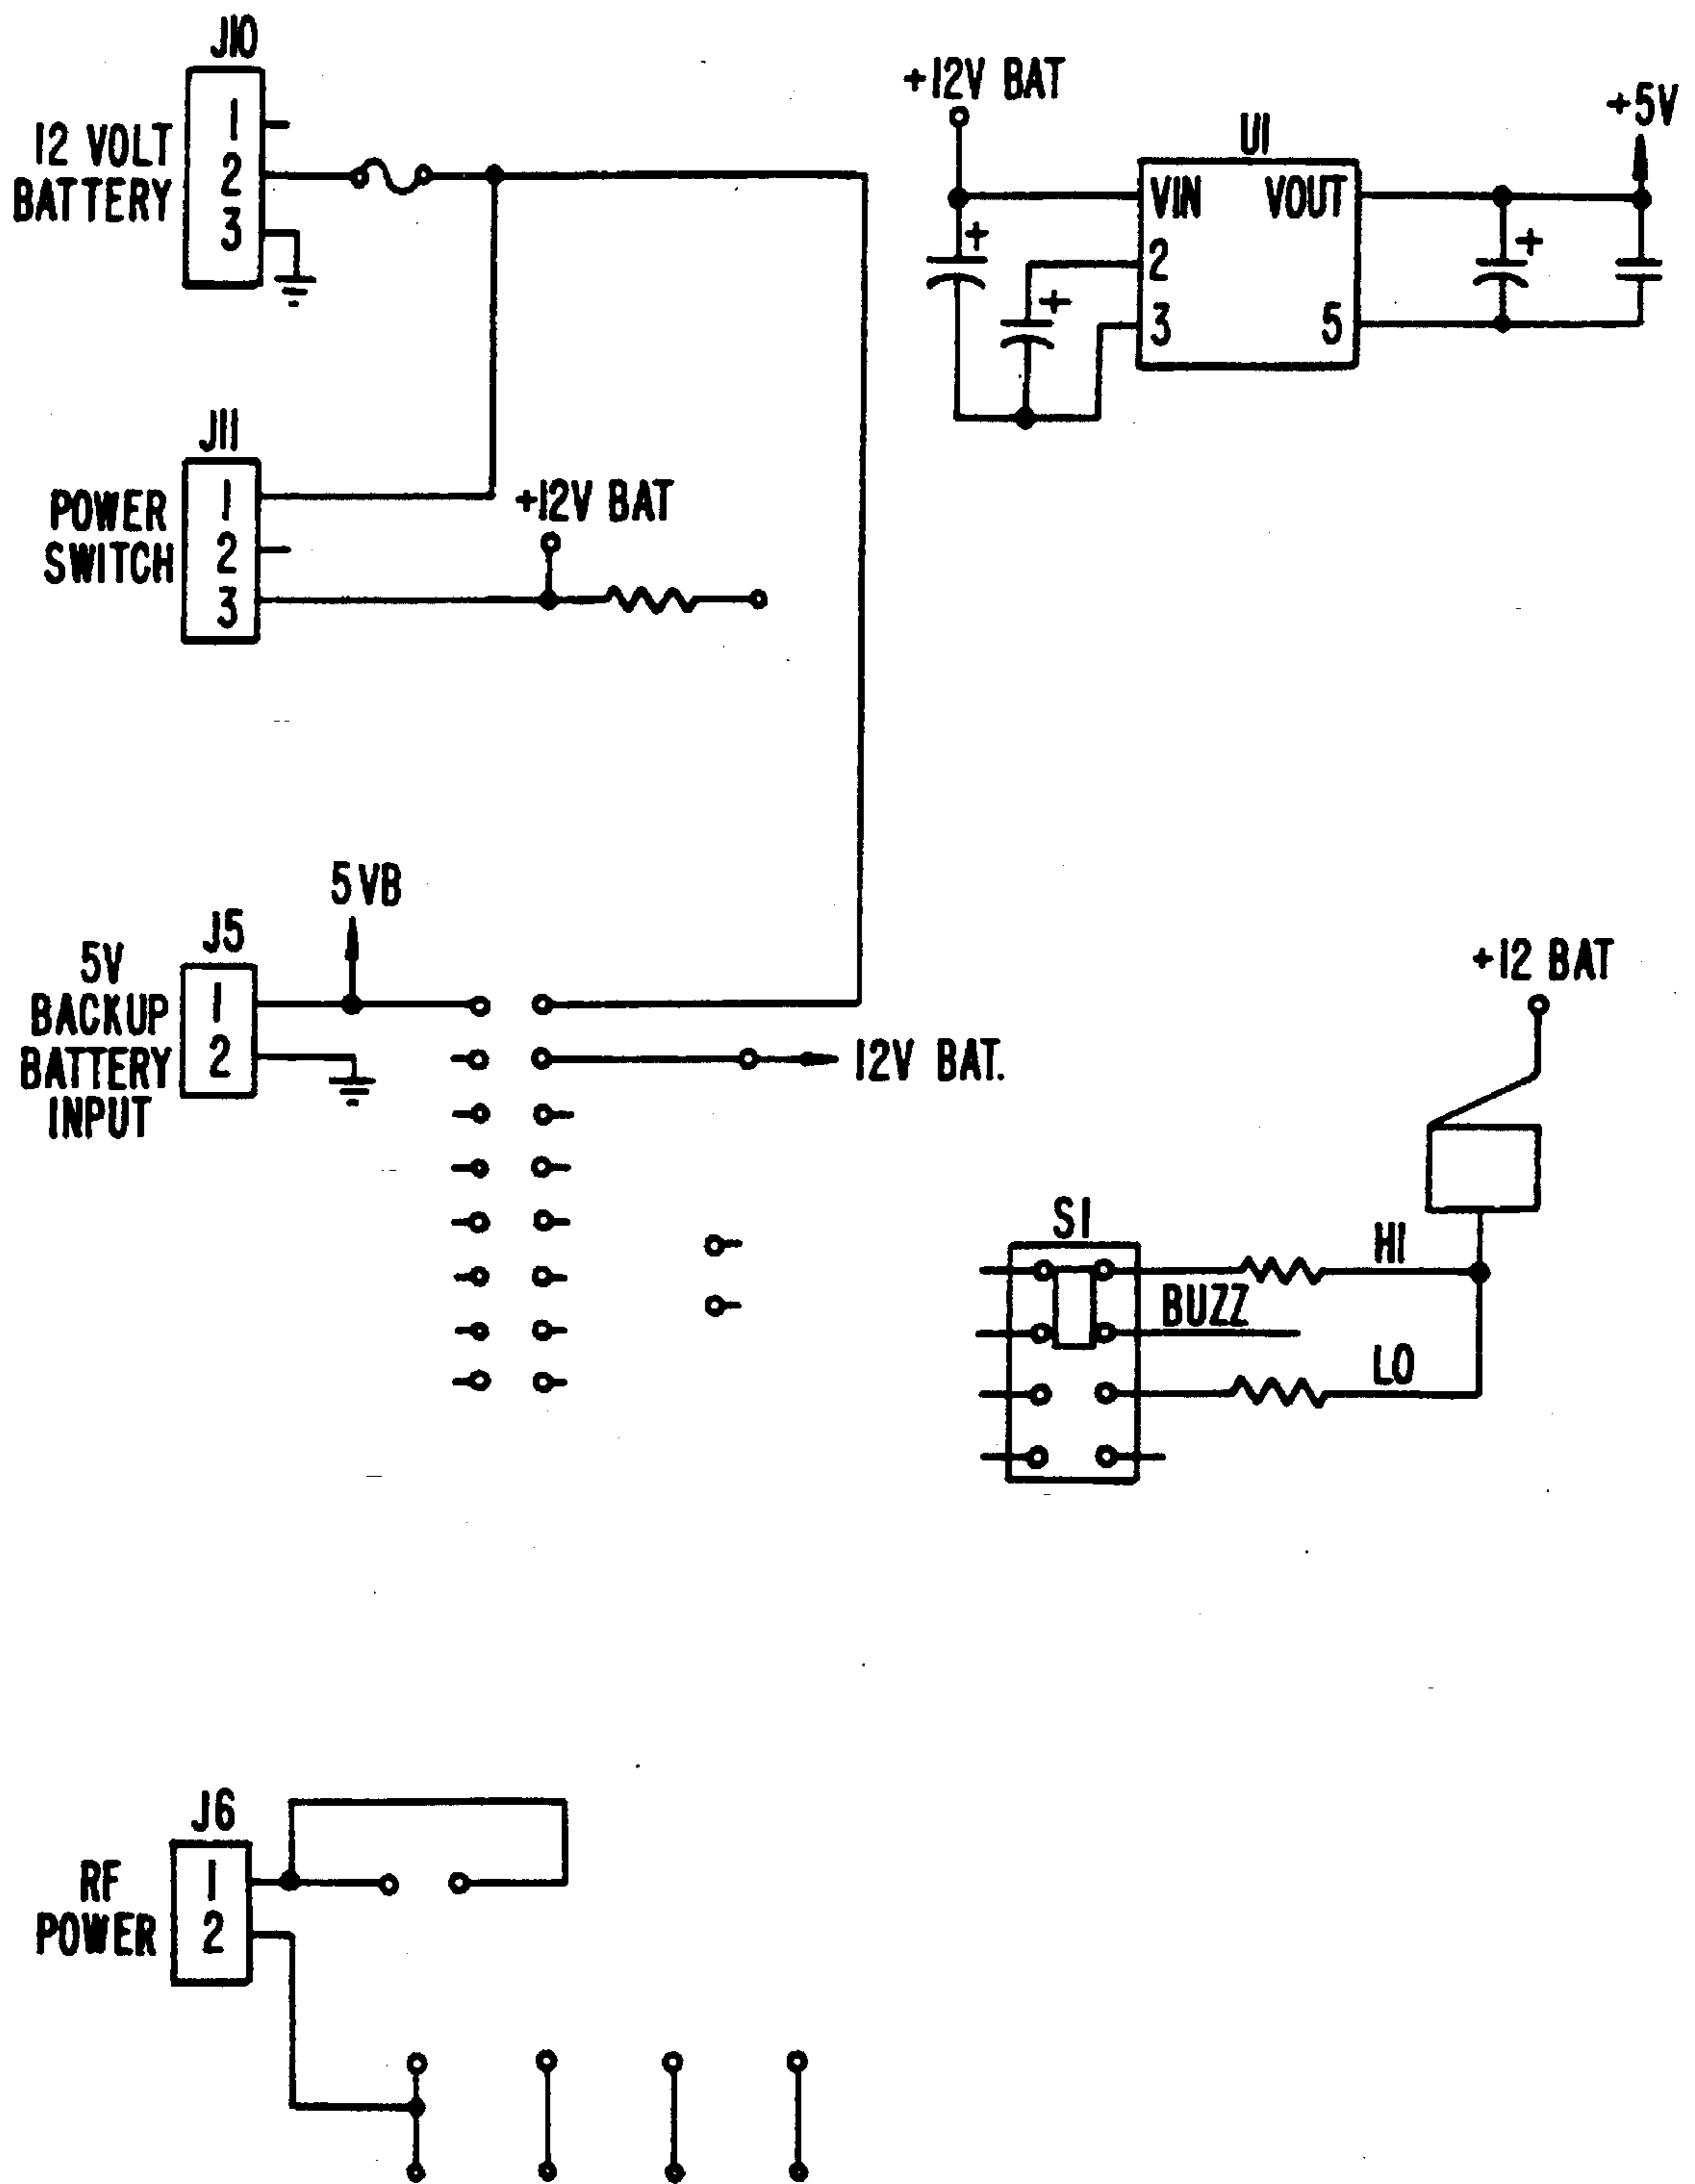 J10
12 VOLT
BATTERY
1
2
3
+12V BAT
U1
VIN
VOUT
2
3
5
+5V
+
+
+
J11
POWER
SWITCH
1
2
3
+12V BAT
5VB
J5
5V
BACKUP
BATTERY
INPUT
1
2
12V BAT.
+12 BAT
S1
HI
BUZZ
LO
J6
RF
POWER
1
2